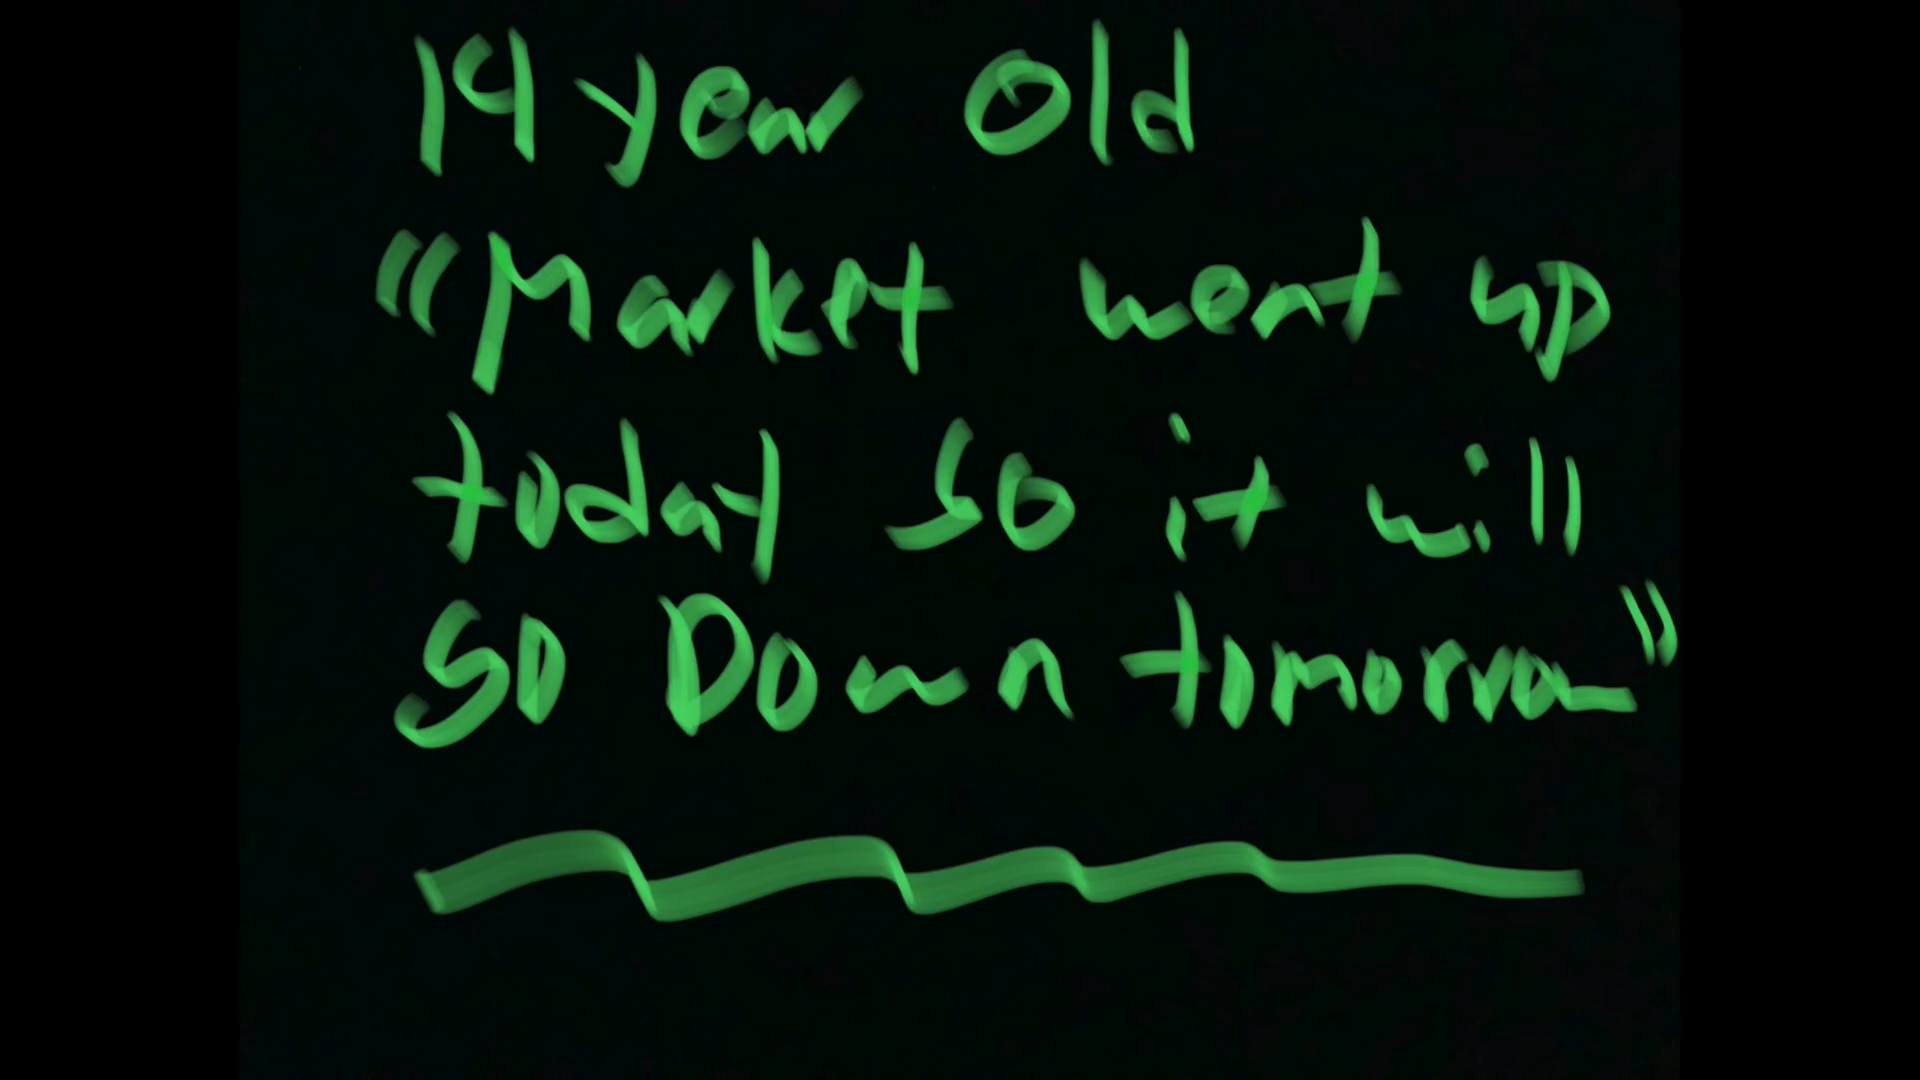 14 year old
"Market went up
today so it will
go Down tomorrow"